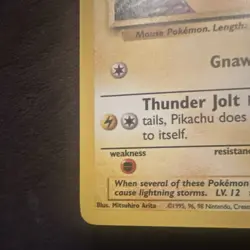 Mouse Pokémon. Length:
Gnaw
Thunder Jolt
tails, Pikachu does
to itself.
weakness
resistan
When several of these Pokémon
cause lightning storms. LV. 12
Illus. Mitsuhiro Arita ©1995, 96, 98 Nintendo, Crea